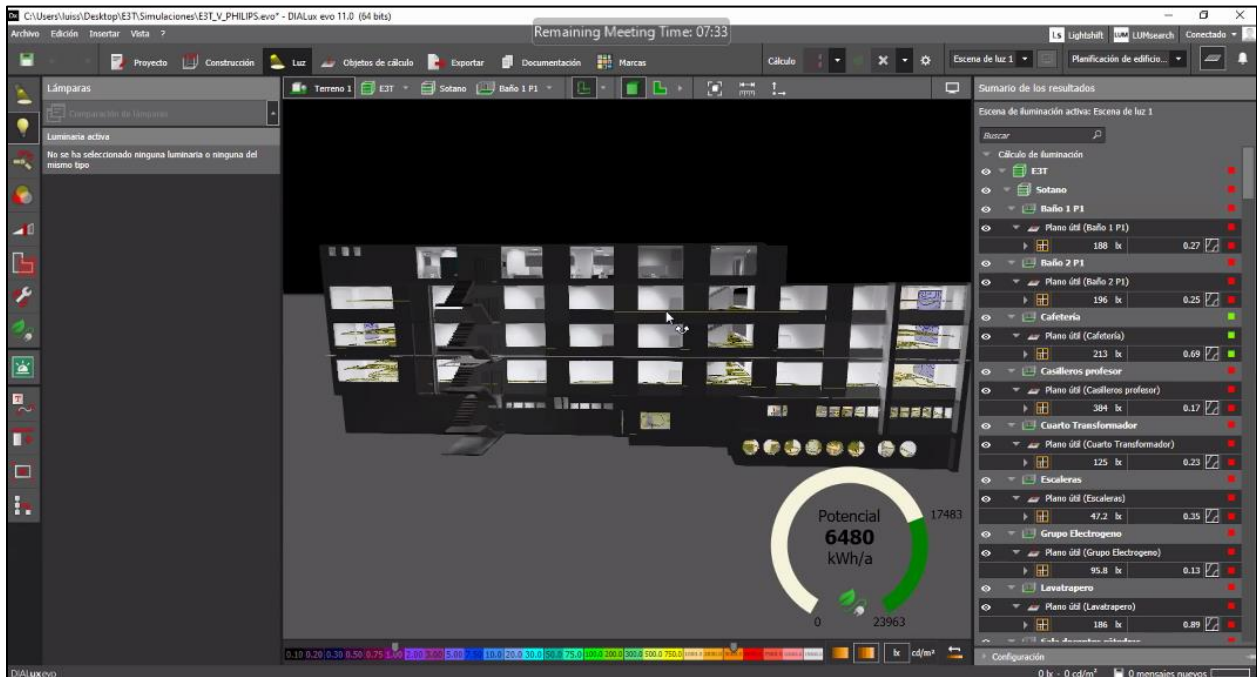 C:\Users\luiss\Desktop\E3T\Simulaciones\E3T_V_PHILIPS.evo* - DIALux evo 11.0 (64 bits)
Remaining Meeting Time: 07:33
Archivo Edición Insertar Vista ?
Ls Lightshift LUM LUMsearch Conectado
Proyecto Construcción Luz Objetos de cálculo Exportar Documentación Marcas Cálculo Escena de luz 1 Planificación de edificio...
Lámparas
Comparación de lámparas
Luminaria activa
No se ha seleccionado ninguna luminaria o ninguna del
mismo tipo
Terreno 1 E3T Sotano Baño 1 P1
Potencial
6480
kWh/a
17483
0 23963
lx cd/m²
Sumario de los resultados
Escena de iluminación activa: Escena de luz 1
Buscar
Cálculo de iluminación
E3T
Sotano
Baño 1 P1
Plano útil (Baño 1 P1)
188 lx 0.27
Baño 2 P1
Plano útil (Baño 2 P1)
196 lx 0.25
Cafetería
Plano útil (Cafetería)
213 lx 0.69
Casilleros profesor
Plano útil (Casilleros profesor)
384 lx 0.17
Cuarto Transformador
Plano útil (Cuarto Transformador)
125 lx 0.23
Escaleras
Plano útil (Escaleras)
47.2 lx 0.35
Grupo Electrogeno
Plano útil (Grupo Electrogeno)
95.8 lx 0.13
Lavatrapero
Plano útil (Lavatrapero)
186 lx 0.89
Configuración
0.10 0.20 0.30 0.50 0.75 1.00 2.00 3.00 5.00 7.50 10.0 20.0 30.0 50.0 75.0 100.0 200.0 300.0 500.0 750.0
DIALux evo
0 lx - 0 cd/m² 0 mensajes nuevos